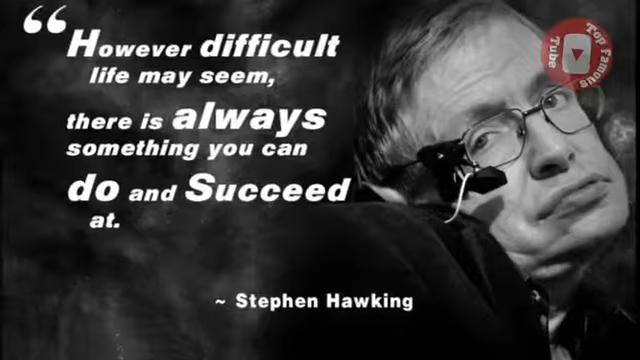 “ However difficult
life may seem,
there is always
something you can
do and Succeed
at.
~ Stephen Hawking
Top Famous
Tube